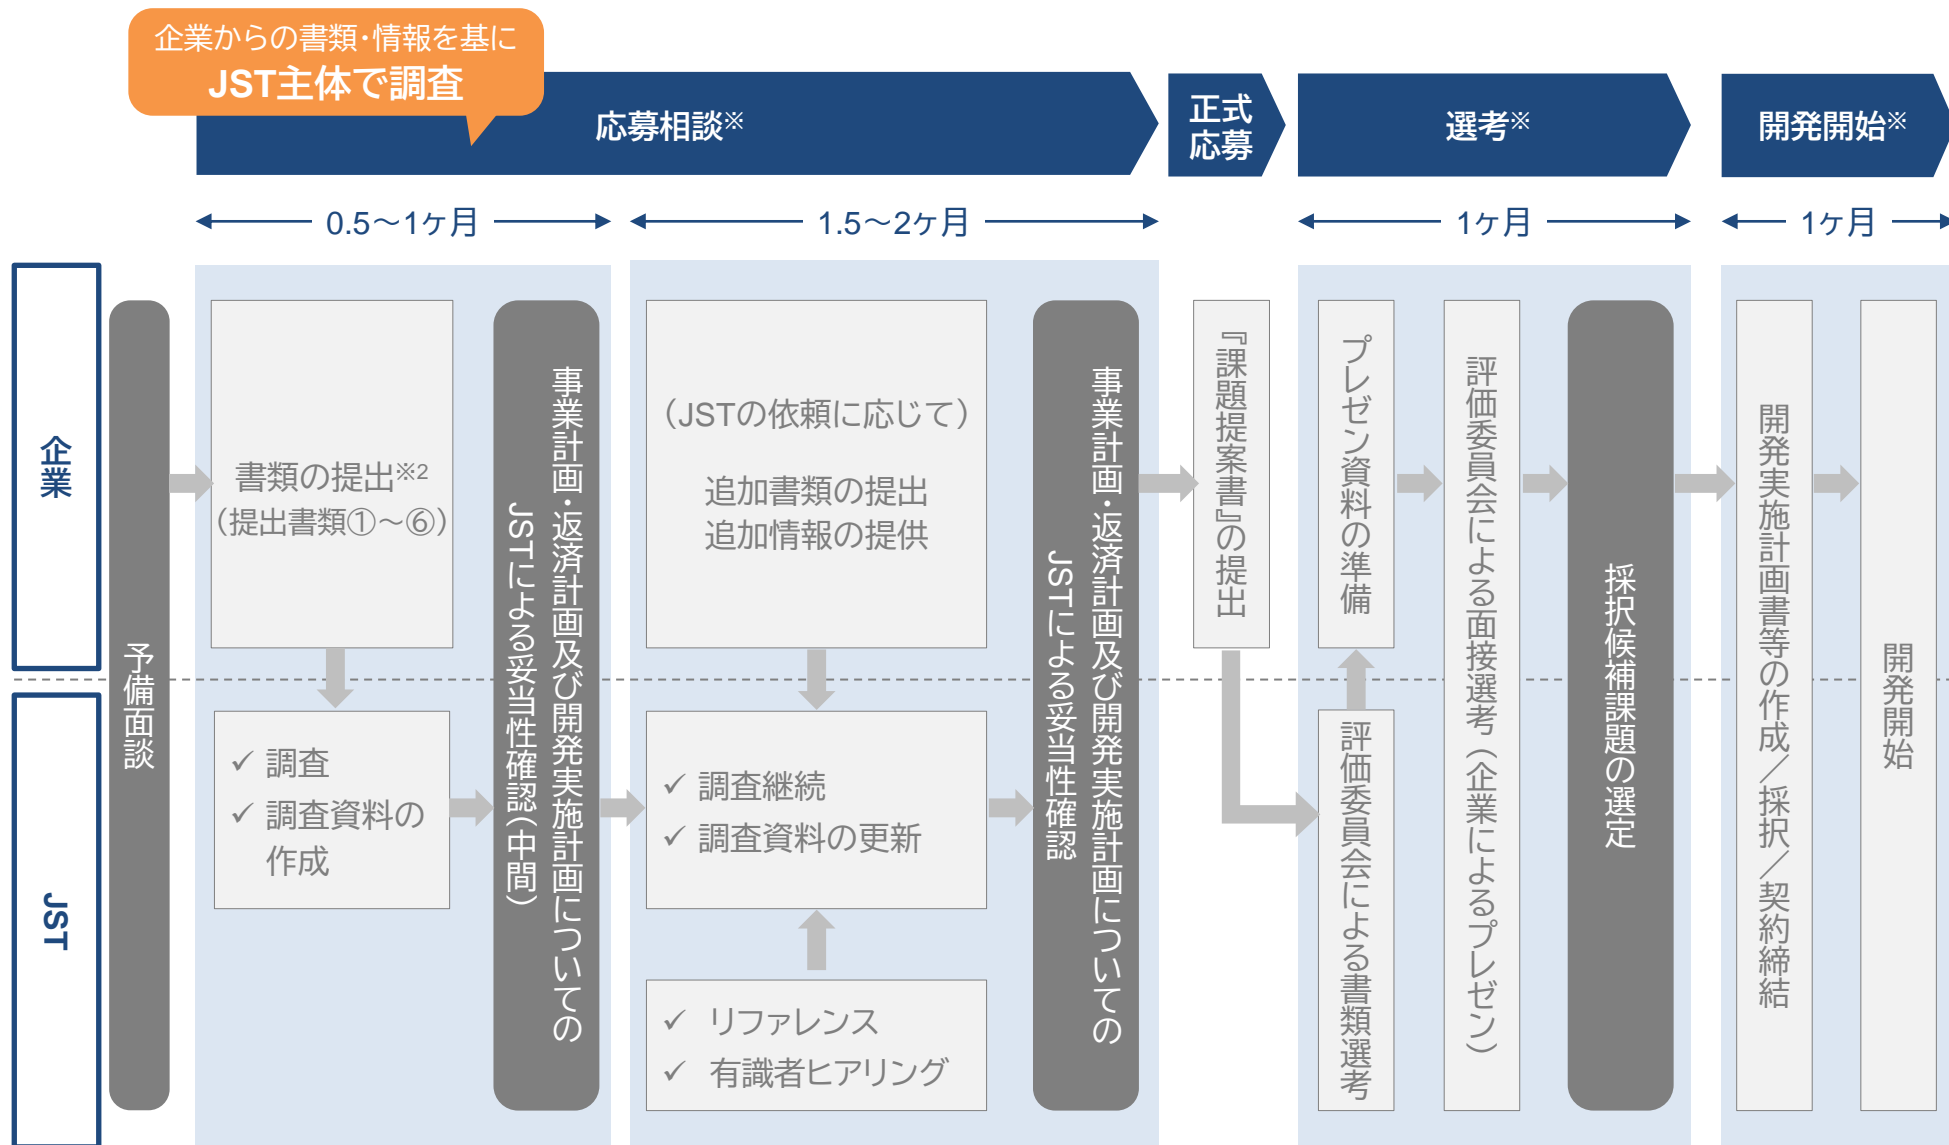 企業からの書類・情報を基に
JST主体で調査
応募相談※
正式
応募
選考※
開発開始※
0.5～1ヶ月
1.5～2ヶ月
1ヶ月
1ヶ月
企業
JST
予備面談
書類の提出※2
（提出書類①～⑥）
調査
調査資料の
作成
事業計画・返済計画及び開発実施計画についての
JSTによる妥当性確認（中間）
（JSTの依頼に応じて）
追加書類の提出
追加情報の提供
調査継続
調査資料の更新
リファレンス
有識者ヒアリング
事業計画・返済計画及び開発実施計画についての
JSTによる妥当性確認
『課題提案書』の提出
プレゼン資料の準備
評価委員会による書類選考
評価委員会による面接選考（企業によるプレゼン）
採択候補課題の選定
開発実施計画書等の作成／採択／契約締結
開発開始